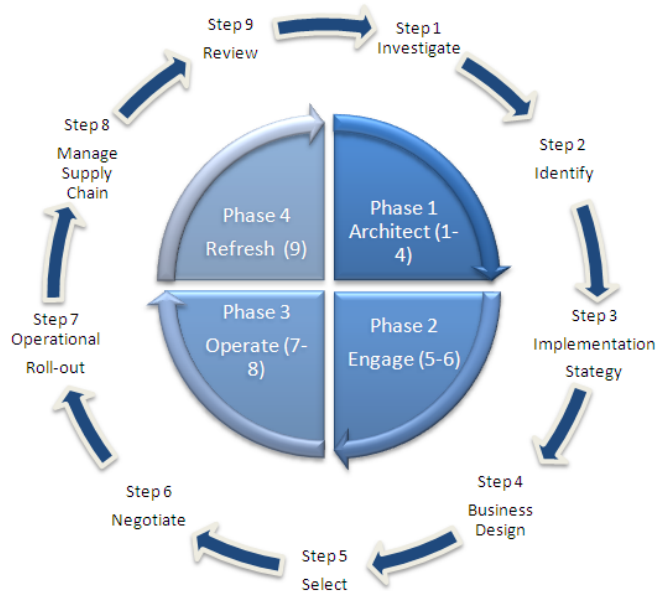 Step 1
Investigate
Step 2
Identify
Step 3
Implementation
Stategy
Step 4
Business
Design
Step 5
Select
Step 6
Negotiate
Step 7
Operational
Roll-out
Step 8
Manage
Supply
Chain
Step 9
Review
Phase 1
Architect (1-
4)
Phase 2
Engage (5-6)
Phase 3
Operate (7-
8)
Phase 4
Refresh (9)